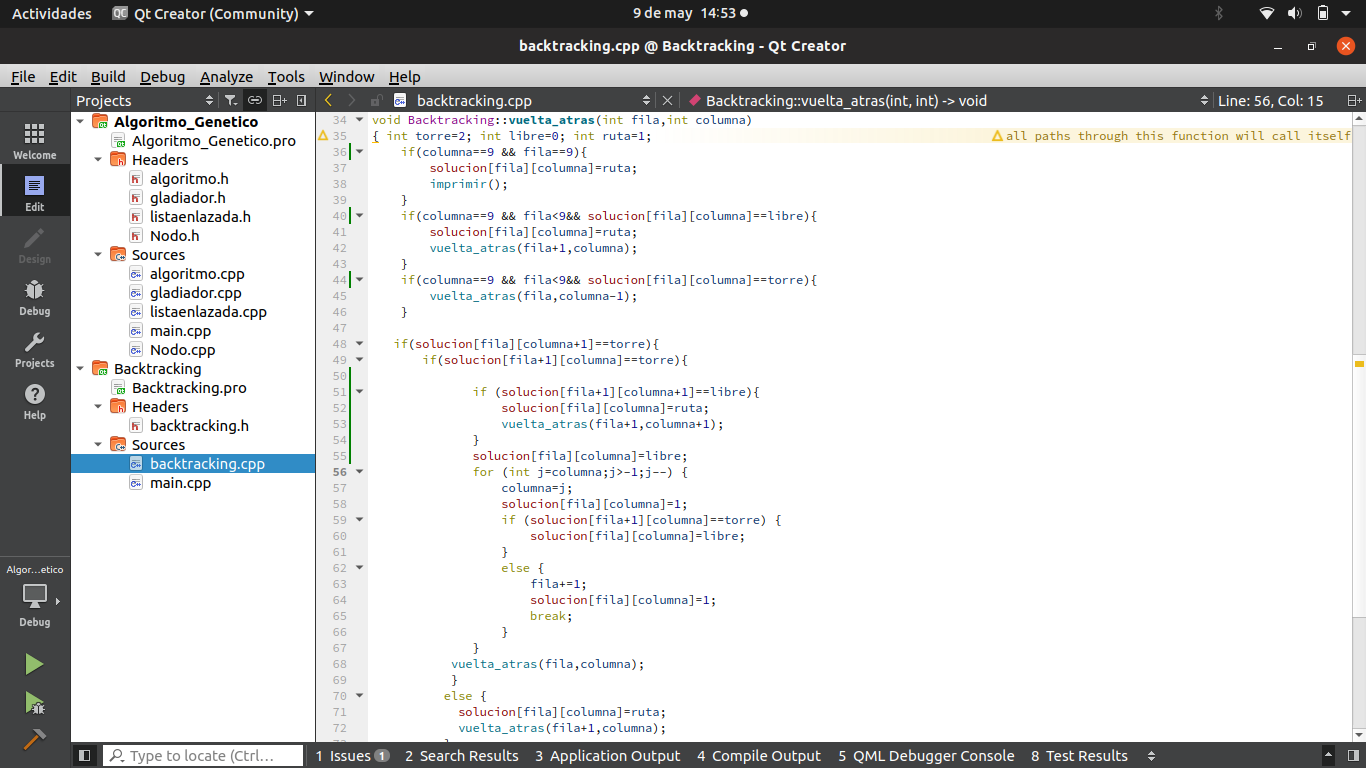 Actividades Qt Creator (Community) 9 de may 14:53
backtracking.cpp @ Backtracking - Qt Creator
File Edit Build Debug Analyze Tools Window Help
Projects backtracking.cpp Backtracking::vuelta_atras(int, int) -> void Line: 56, Col: 15
Welcome
Edit
Design
Debug
Projects
Help
Algor...etico
Debug
Algoritmo_Genetico
Algoritmo_Genetico.pro
Headers
algoritmo.h
gladiador.h
listaenlazada.h
Nodo.h
Sources
algoritmo.cpp
gladiador.cpp
listaenlazada.cpp
main.cpp
Nodo.cpp
Backtracking
Backtracking.pro
Headers
backtracking.h
Sources
backtracking.cpp
main.cpp
34 void Backtracking::vuelta_atras(int fila,int columna)
35 { int torre=2; int libre=0; int ruta=1; all paths through this function will call itself
36 if(columna==9 && fila==9){
37 solucion[fila][columna]=ruta;
38 imprimir();
39 }
40 if(columna==9 && fila<9&& solucion[fila][columna]==libre){
41 solucion[fila][columna]=ruta;
42 vuelta_atras(fila+1,columna);
43 }
44 if(columna==9 && fila<9&& solucion[fila][columna]==torre){
45 vuelta_atras(fila,columna-1);
46 }
47
48 if(solucion[fila][columna+1]==torre){
49 if(solucion[fila+1][columna]==torre){
50
51 if (solucion[fila+1][columna+1]==libre){
52 solucion[fila][columna]=ruta;
53 vuelta_atras(fila+1,columna+1);
54 }
55 solucion[fila][columna]=libre;
56 for (int j=columna;j>-1;j--) {
57 columna=j;
58 solucion[fila][columna]=1;
59 if (solucion[fila+1][columna]==torre) {
60 solucion[fila][columna]=libre;
61 }
62 else {
63 fila+=1;
64 solucion[fila][columna]=1;
65 break;
66 }
67 }
68 vuelta_atras(fila,columna);
69 }
70 else {
71 solucion[fila][columna]=ruta;
72 vuelta_atras(fila+1,columna);
Type to locate (Ctrl... 1 Issues 1 2 Search Results 3 Application Output 4 Compile Output 5 QML Debugger Console 8 Test Results